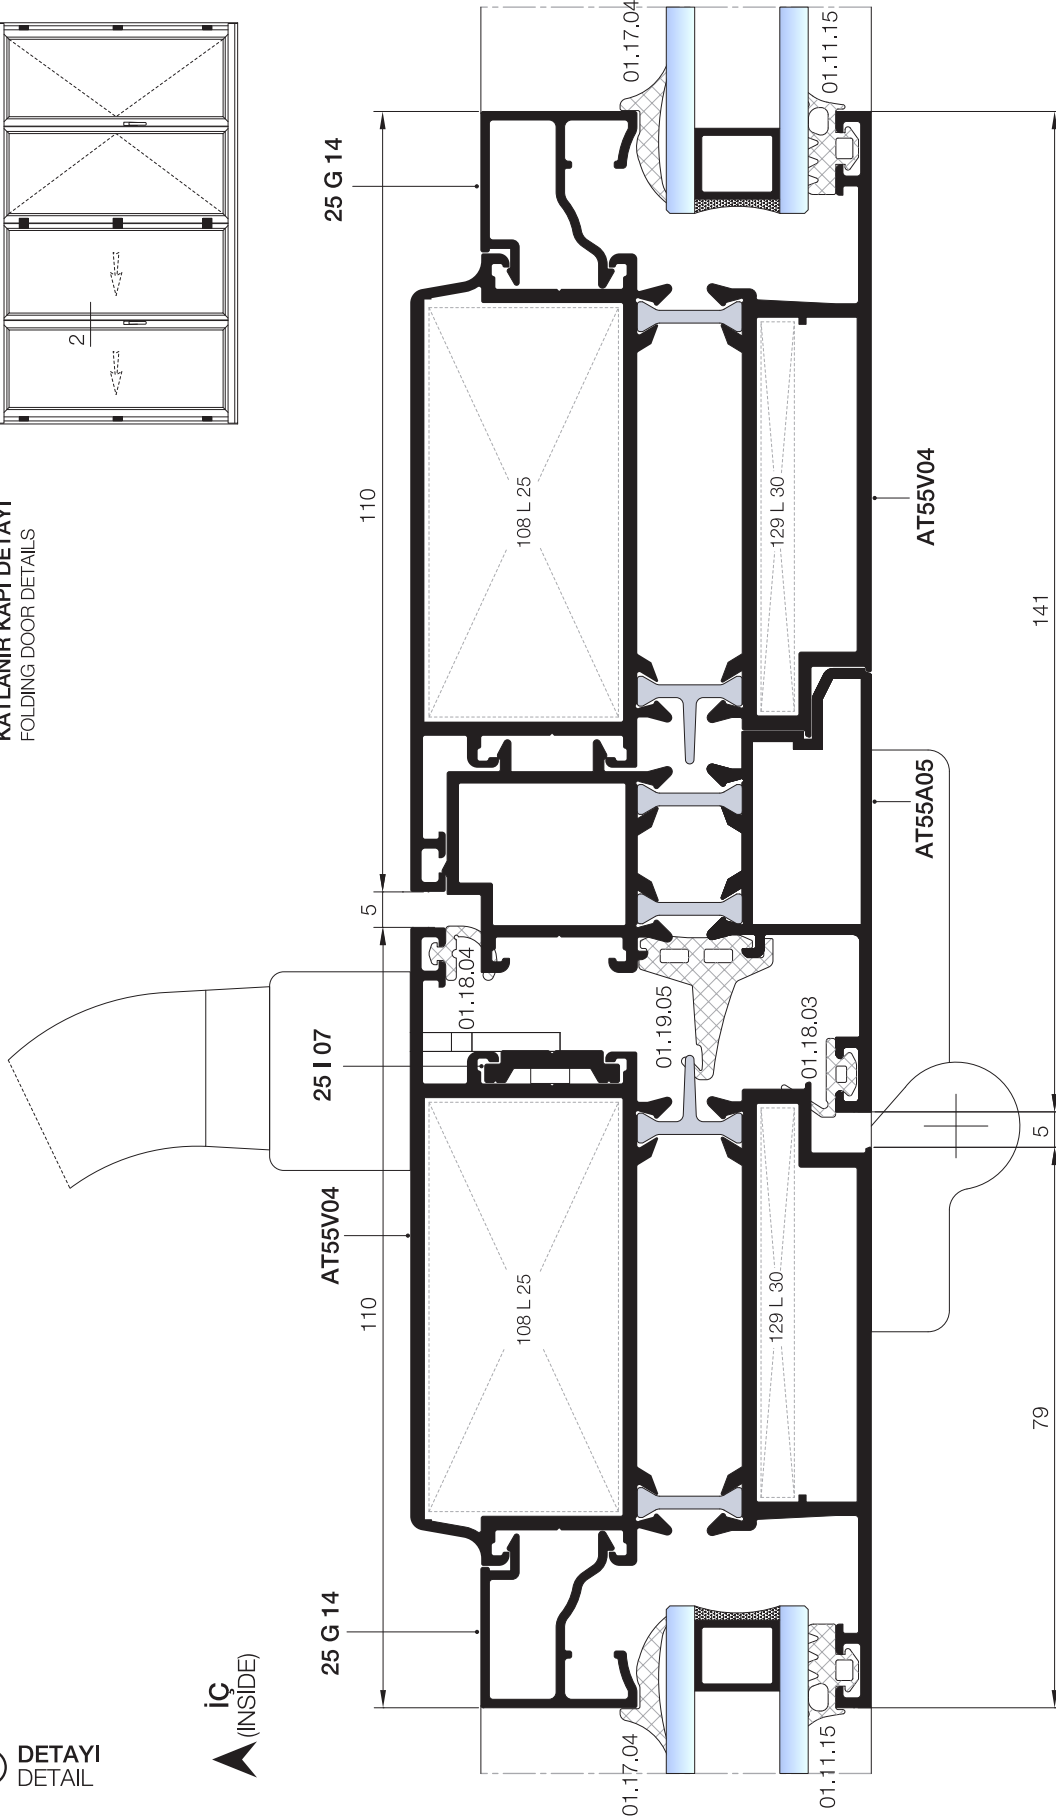 KATLANIR KAPI DETAYI
FOLDING DOOR DETAILS
2
DETAYI
DETAIL
İÇ
(INSIDE)
25 G 14
AT55V04
25 I 07
25 G 14
110
5
110
108 L 25
108 L 25
01.17.04
01.18.04
01.19.05
01.17.04
129 L 30
01.18.03
129 L 30
01.11.15
01.11.15
AT55A05
AT55V04
79
5
141